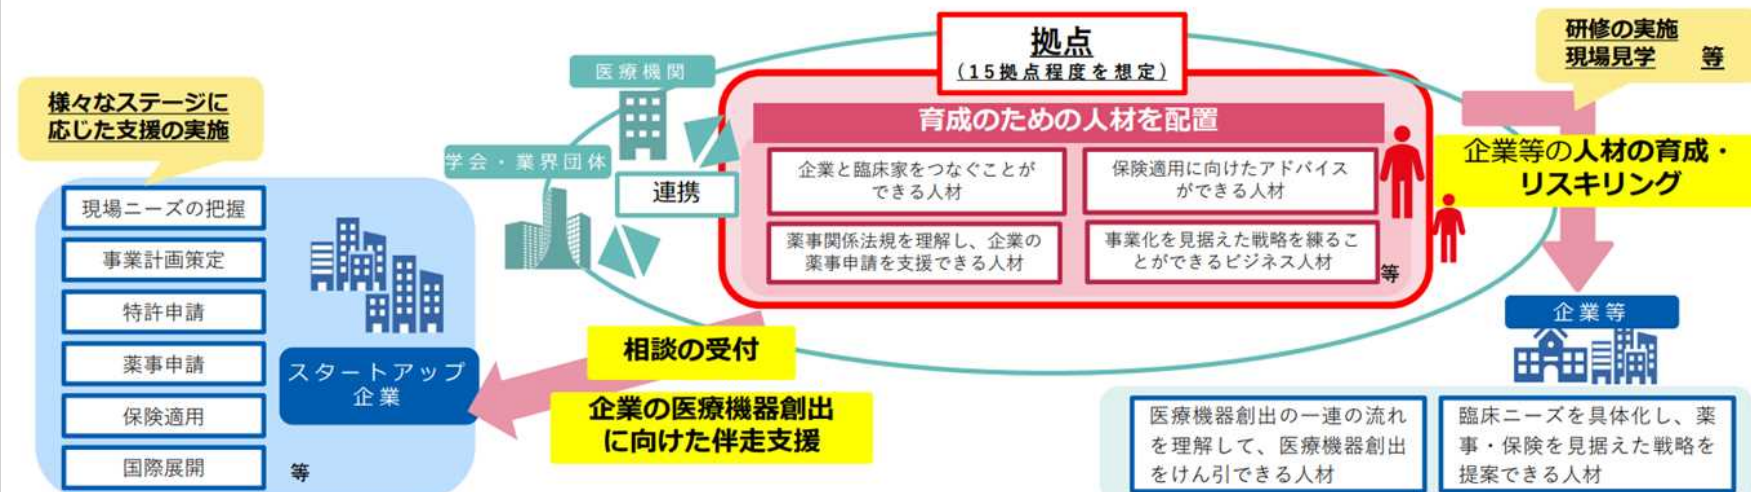 拠点
(15拠点程度を想定)
研修の実施
現場見学 等
医療機関
様々なステージに
応じた支援の実施
育成のための人材を配置
学会・業界団体
連携
企業と臨床家をつなぐことが
できる人材
保険適用に向けたアドバイス
ができる人材
企業等の人材の育成・
リスキリング
薬事関係法規を理解し、企業の
薬事申請を支援できる人材
事業化を見据えた戦略を練るこ
とができるビジネス人材
等
現場ニーズの把握
事業計画策定
特許申請
薬事申請
保険適用
国際展開
等
スタートアップ
企業
相談の受付
企業の医療機器創出
に向けた伴走支援
企業等
医療機器創出の一連の流れ
を理解して、医療機器創出
をけん引できる人材
臨床ニーズを具体化し、薬
事・保険を見据えた戦略を
提案できる人材